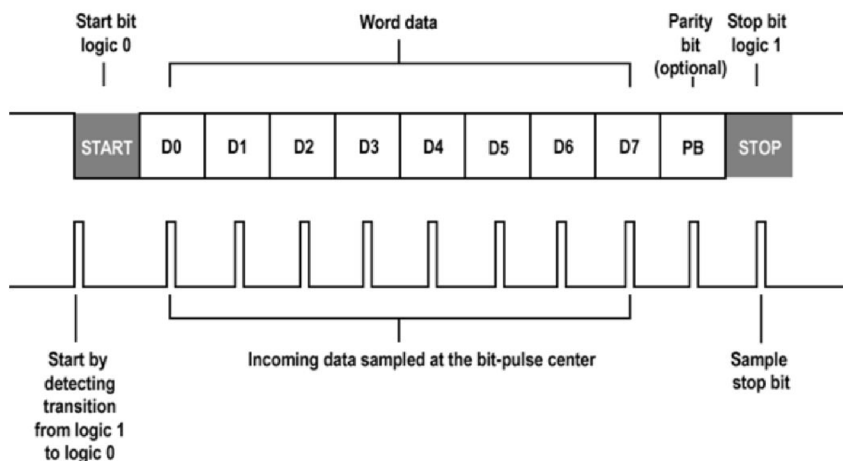 Start bit
logic 0
Word data
Parity
bit
(optional)
Stop bit
logic 1
START D0 D1 D2 D3 D4 D5 D6 D7 PB STOP
Start by
detecting
transition
from logic 1
to logic 0
Incoming data sampled at the bit-pulse center
Sample
stop bit